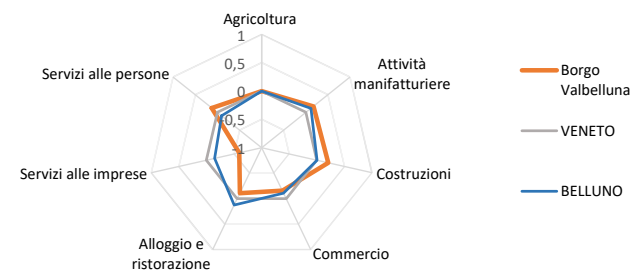 Agricoltura
1
0,5
0
-0,5
-1
Attività
manifatturiere
Costruzioni
Commercio
Alloggio e
ristorazione
Servizi alle imprese
Servizi alle persone
Borgo
Valbelluna
VENETO
BELLUNO